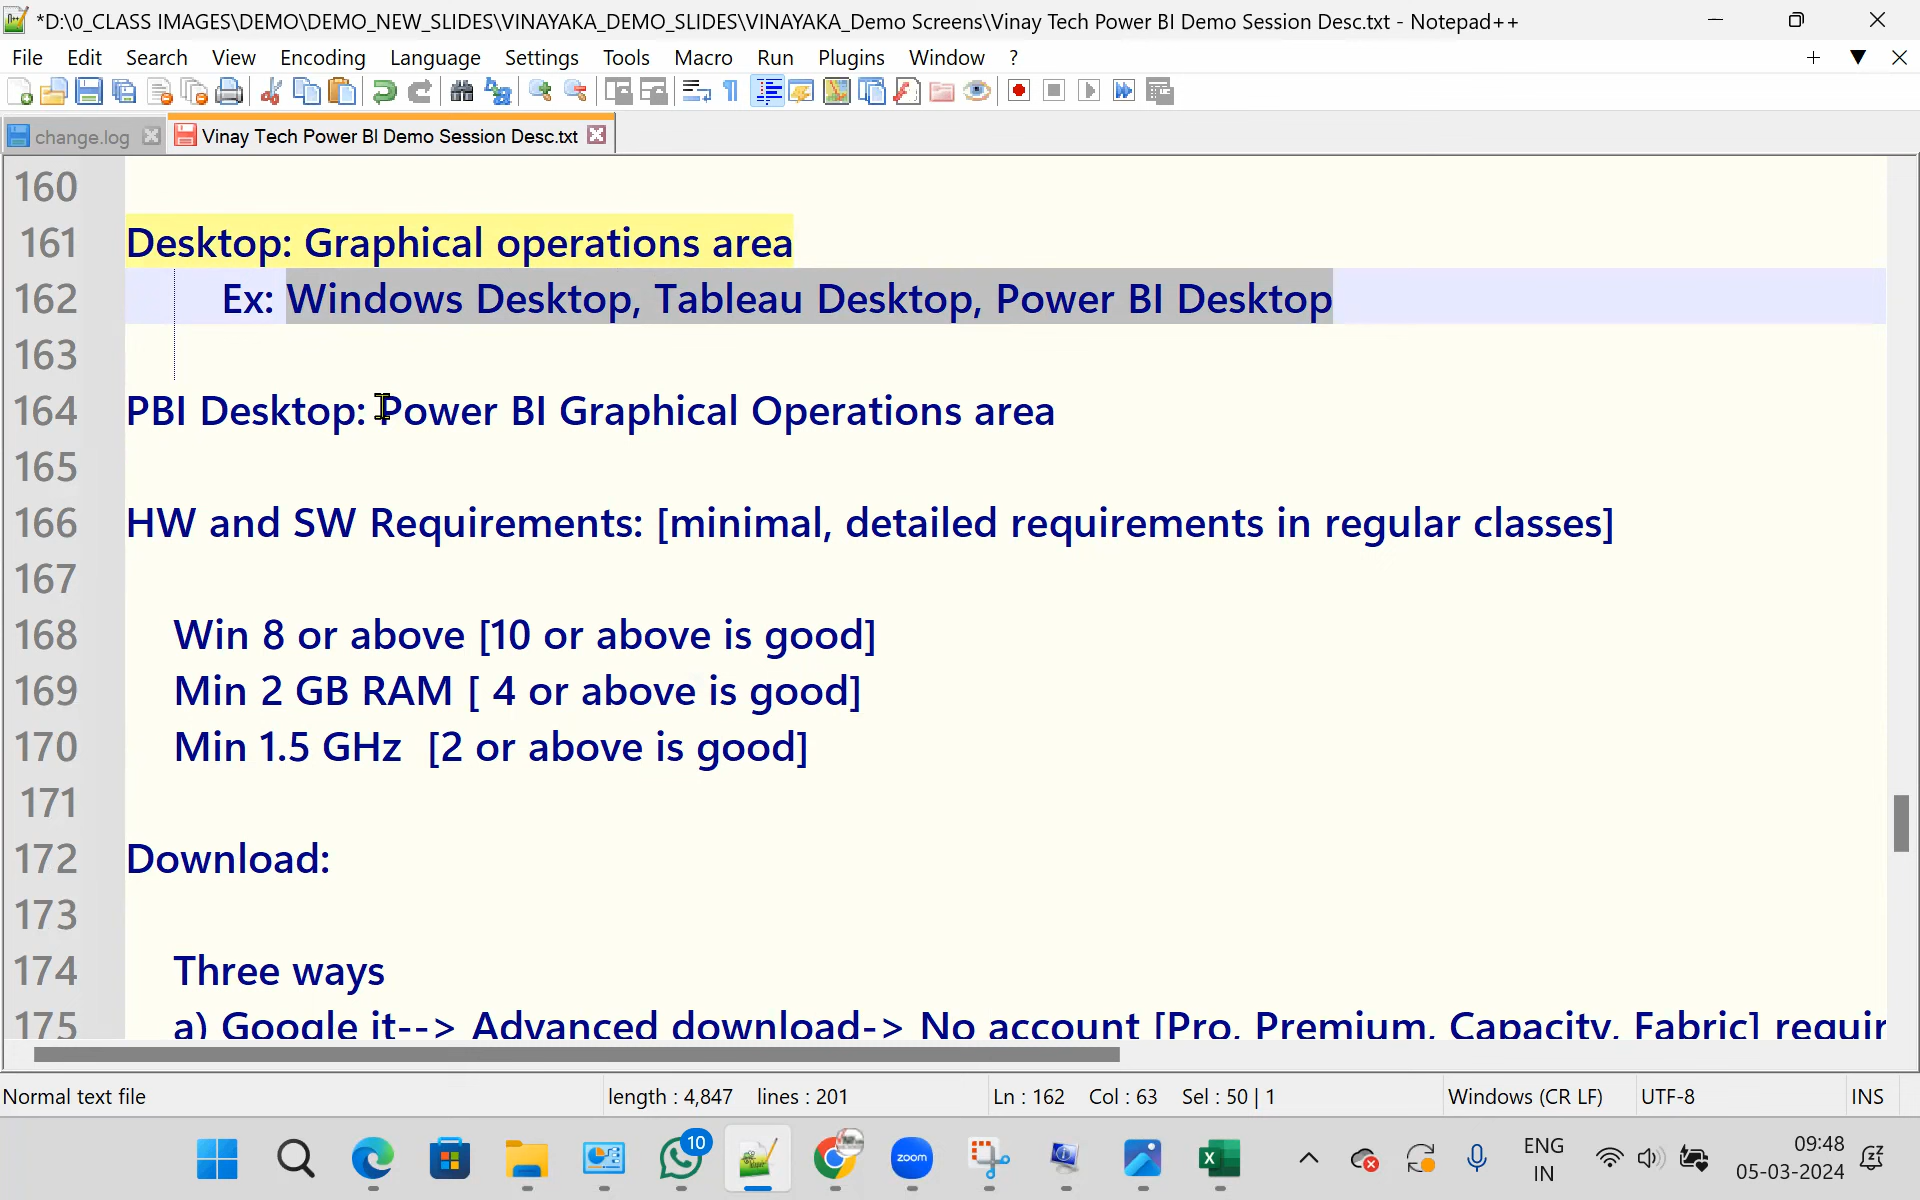 *D:\0_CLASS IMAGES\DEMO\DEMO_NEW_SLIDES\VINAYAKA_DEMO_SLIDES\VINAYAKA_Demo Screens\Vinay Tech Power BI Demo Session Desc.txt - Notepad++
File Edit Search View Encoding Language Settings Tools Macro Run Plugins Window ?
change.log Vinay Tech Power BI Demo Session Desc.txt
160
161 Desktop: Graphical operations area
162 Ex: Windows Desktop, Tableau Desktop, Power BI Desktop
163
164 PBI Desktop: Power BI Graphical Operations area
165
166 HW and SW Requirements: [minimal, detailed requirements in regular classes]
167
168 Win 8 or above [10 or above is good]
169 Min 2 GB RAM [ 4 or above is good]
170 Min 1.5 GHz [2 or above is good]
171
172 Download:
173
174 Three ways
175 a) Google it--> Advanced download-> No account [Pro, Premium, Capacity, Fabric] requir
Normal text file length : 4,847 lines : 201 Ln : 162 Col : 63 Sel : 50 | 1 Windows (CR LF) UTF-8 INS
10 zoom ENG IN 09:48
05-03-2024